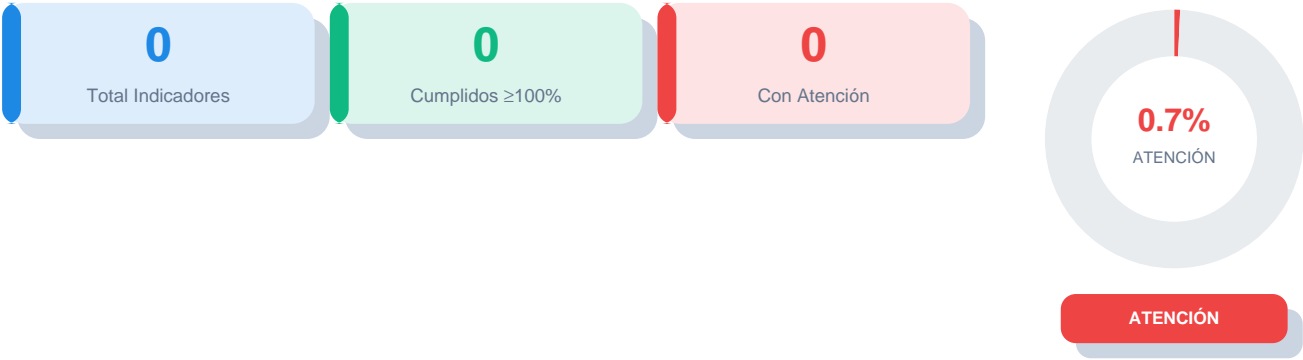 0
Total Indicadores
0
Cumplidos ≥100%
0
Con Atención
0.7%
ATENCIÓN
ATENCIÓN